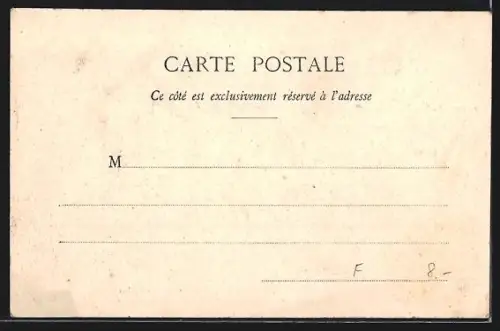 CARTE POSTALE
Ce côté est exclusivement réservé à l'adresse
M
F 8.-